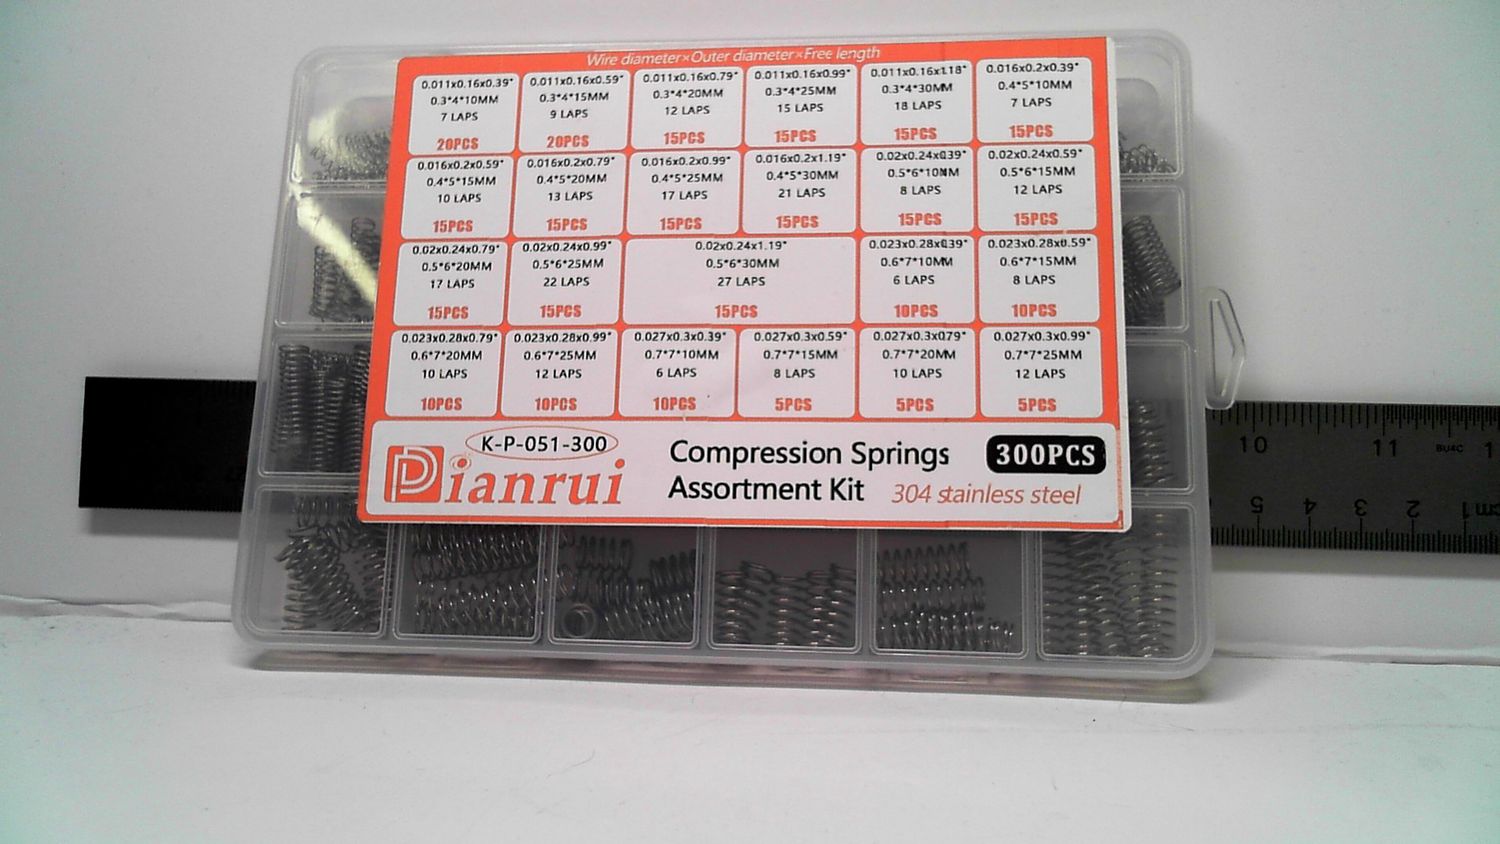 Wire diameter×Outer diameter×Free length
0.011x0.16x0.39"
0.3*4*10MM
7 LAPS
20PCS
0.011x0.16x0.59"
0.3*4*15MM
9 LAPS
20PCS
0.011x0.16x0.79"
0.3*4*20MM
12 LAPS
15PCS
0.011x0.16x0.99"
0.3*4*25MM
15 LAPS
15PCS
0.011x0.16x1.18"
0.3*4*30MM
18 LAPS
15PCS
0.016x0.2x0.39"
0.4*5*10MM
7 LAPS
15PCS
0.016x0.2x0.59"
0.4*5*15MM
10 LAPS
15PCS
0.016x0.2x0.79"
0.4*5*20MM
13 LAPS
15PCS
0.016x0.2x0.99"
0.4*5*25MM
17 LAPS
15PCS
0.016x0.2x1.19"
0.4*5*30MM
21 LAPS
15PCS
0.02x0.24x0.39"
0.5*6*10MM
8 LAPS
15PCS
0.02x0.24x0.59"
0.5*6*15MM
12 LAPS
15PCS
0.02x0.24x0.79"
0.5*6*20MM
17 LAPS
15PCS
0.02x0.24x0.99"
0.5*6*25MM
22 LAPS
15PCS
0.02x0.24x1.19"
0.5*6*30MM
27 LAPS
15PCS
0.023x0.28x0.39"
0.6*7*10MM
6 LAPS
10PCS
0.023x0.28x0.59"
0.6*7*15MM
8 LAPS
10PCS
0.023x0.28x0.79"
0.6*7*20MM
10 LAPS
10PCS
0.023x0.28x0.99"
0.6*7*25MM
12 LAPS
10PCS
0.027x0.3x0.39"
0.7*7*10MM
6 LAPS
10PCS
0.027x0.3x0.59"
0.7*7*15MM
8 LAPS
5PCS
0.027x0.3x0.79"
0.7*7*20MM
10 LAPS
5PCS
0.027x0.3x0.99"
0.7*7*25MM
12 LAPS
5PCS
K-P-051-300
Dianrui
Compression Springs
Assortment Kit
300PCS
304 stainless steel
10 11
5 4 3 2 1 cm